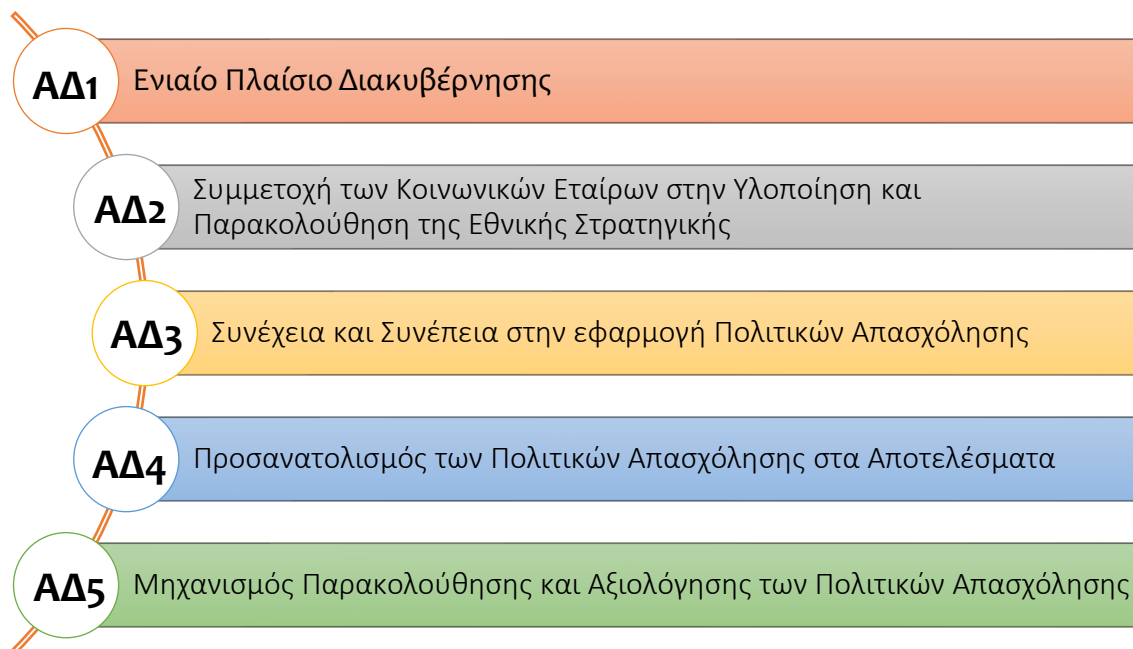 ΑΔ1 Ενιαίο Πλαίσιο Διακυβέρνησης
ΑΔ2 Συμμετοχή των Κοινωνικών Εταίρων στην Υλοποίηση και
Παρακολούθηση της Εθνικής Στρατηγικής
ΑΔ3 Συνέχεια και Συνέπεια στην εφαρμογή Πολιτικών Απασχόλησης
ΑΔ4 Προσανατολισμός των Πολιτικών Απασχόλησης στα Αποτελέσματα
ΑΔ5 Μηχανισμός Παρακολούθησης και Αξιολόγησης των Πολιτικών Απασχόλησης